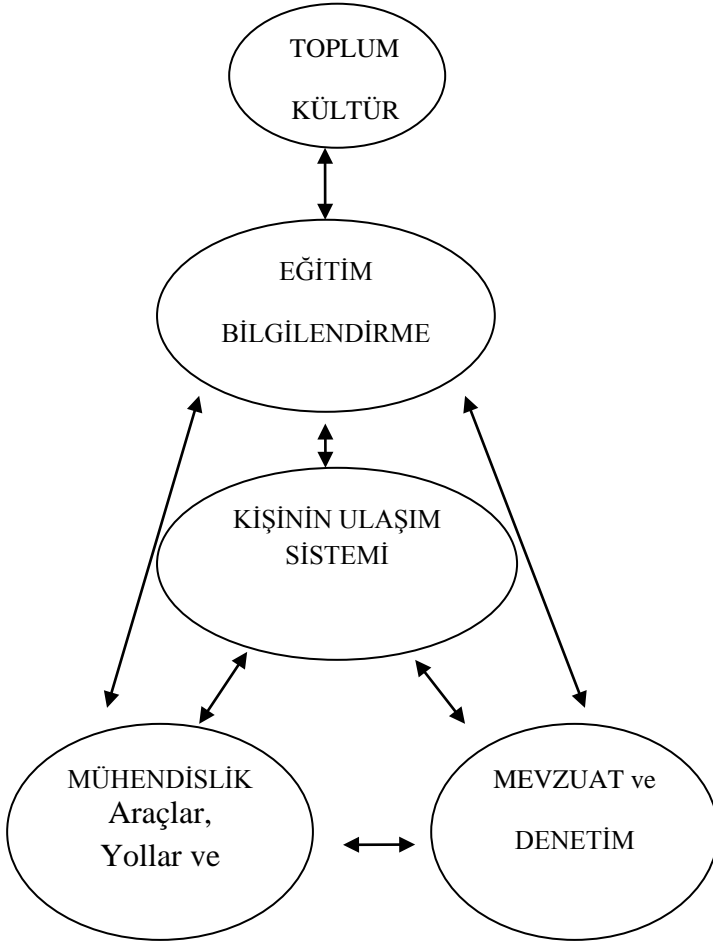 TOPLUM
KÜLTÜR
EĞİTİM
BİLGİLENDİRME
KİŞİNİN ULAŞIM
SİSTEMİ
MÜHENDİSLİK
Araçlar,
Yollar ve
MEVZUAT ve
DENETİM